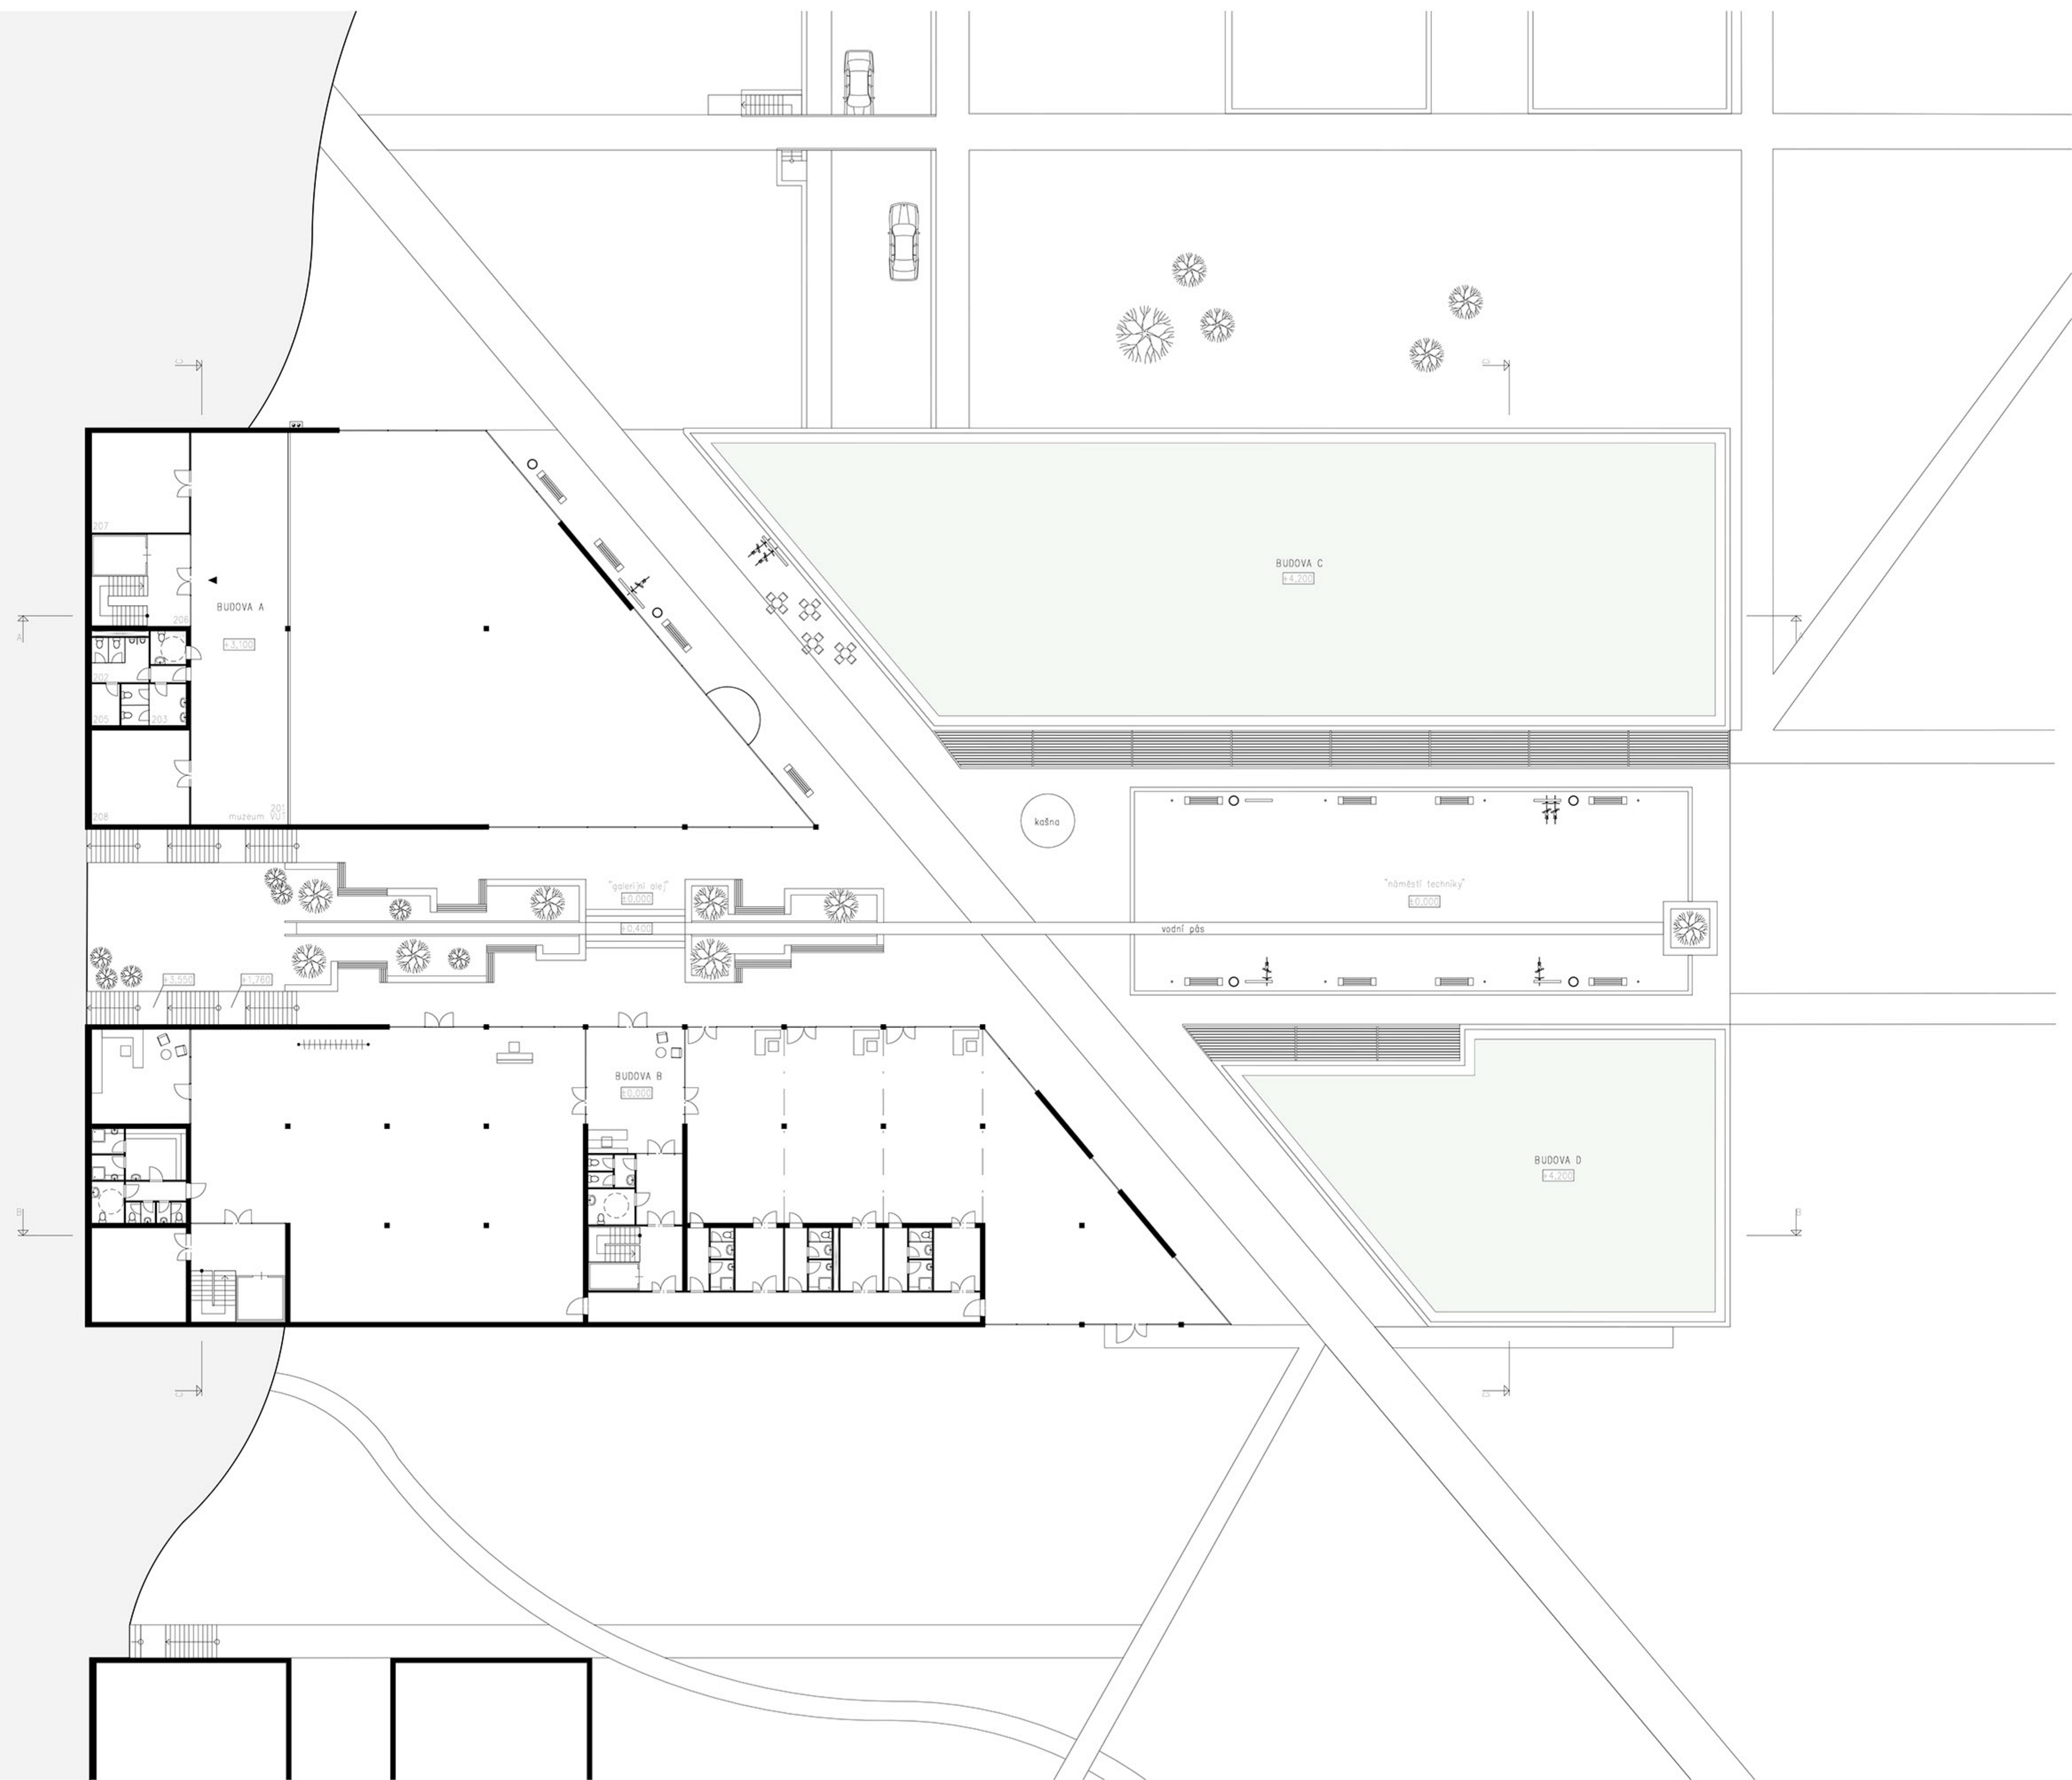 207
BUDOVA C
+4,200
BUDOVA A
206
+3,100
A
202
205
203
201
muzeum VUT
208
kašna
"galerijní alej"
±0,000
"náměstí techniky"
±0,000
+0,400
vodní pás
+3,550
+1,760
BUDOVA B
±0,000
BUDOVA D
+4,200
B
B